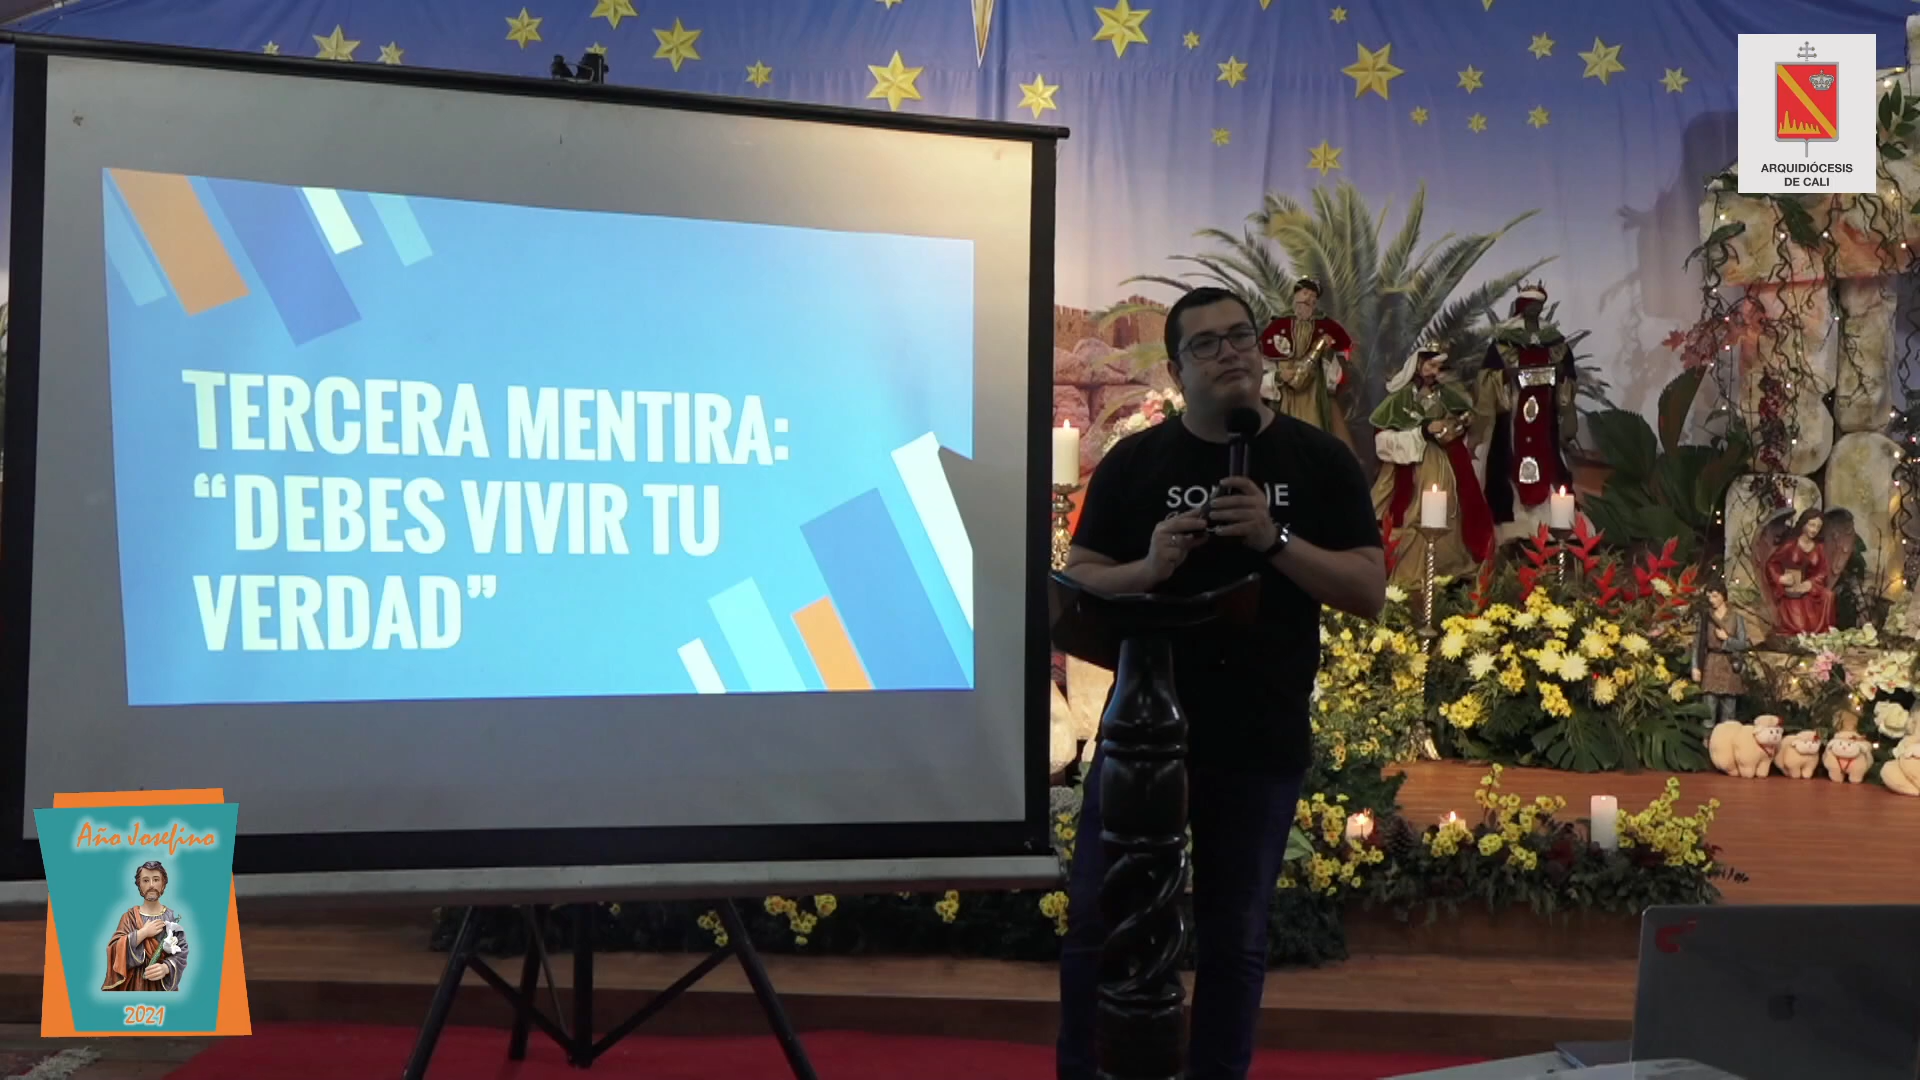 ARQUIDIÓCESIS
DE CALI
TERCERA MENTIRA:
“DEBES VIVIR TU
VERDAD”
Año Josefino
2021